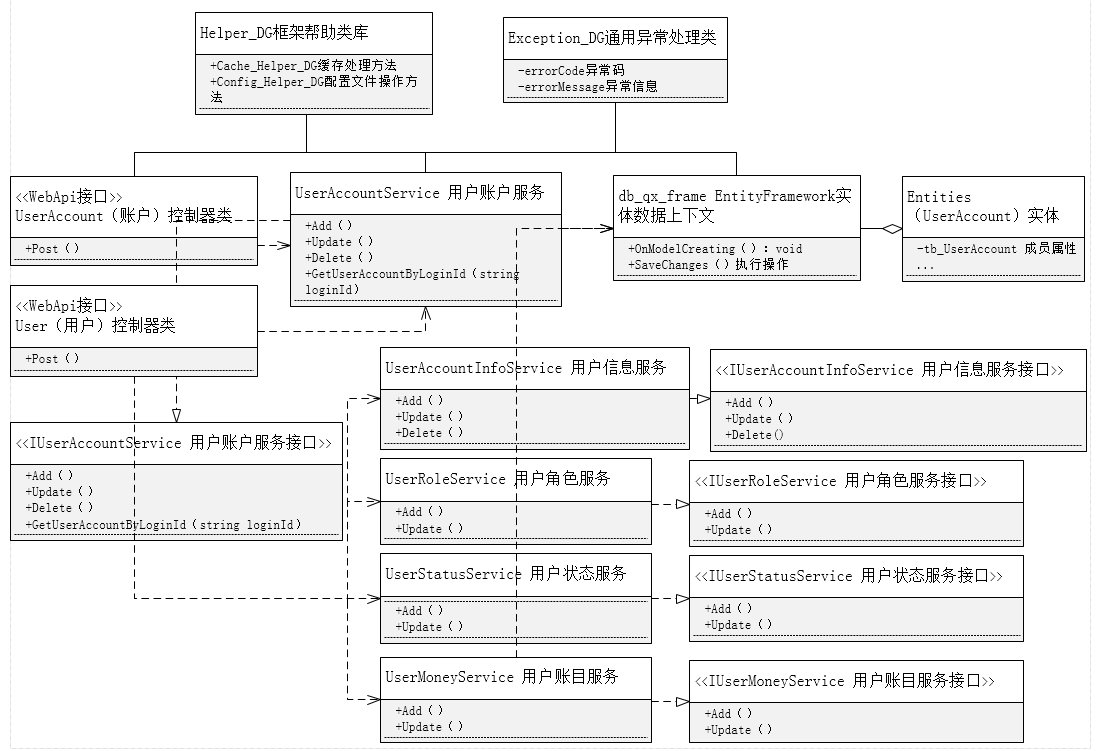 Helper_DG框架帮助类库
+Cache_Helper_DG缓存处理方法
+Config_Helper_DG配置文件操作方
法
Exception_DG通用异常处理类
-errorCode异常码
-errorMessage异常信息
<<WebApi接口>>
UserAccount（账户）控制器类
+Post（）
UserAccountService 用户账户服务
+Add（）
+Update（）
+Delete（）
+GetUserAccountByLoginId（string
loginId）
db_qx_frame EntityFramework实
体数据上下文
+OnModelCreating（）：void
+SaveChanges（）执行操作
Entities
（UserAccount）实体
-tb_UserAccount 成员属性
...
<<WebApi接口>>
User（用户）控制器类
+Post（）
<<IUserAccountService 用户账户服务接口>>
+Add（）
+Update（）
+Delete（）
+GetUserAccountByLoginId（string loginId）
UserAccountInfoService 用户信息服务
+Add（）
+Update（）
+Delete（）
<<IUserAccountInfoService 用户信息服务接口>>
+Add（）
+Update（）
+Delete()
UserRoleService 用户角色服务
+Add（）
+Update（）
<<IUserRoleService 用户角色服务接口>>
+Add（）
+Update（）
UserStatusService 用户状态服务
+Add（）
+Update（）
<<IUserStatusService 用户状态服务接口>>
+Add（）
+Update（）
UserMoneyService 用户账目服务
+Add（）
+Update（）
<<IUserMoneyService 用户账目服务接口>>
+Add（）
+Update（）